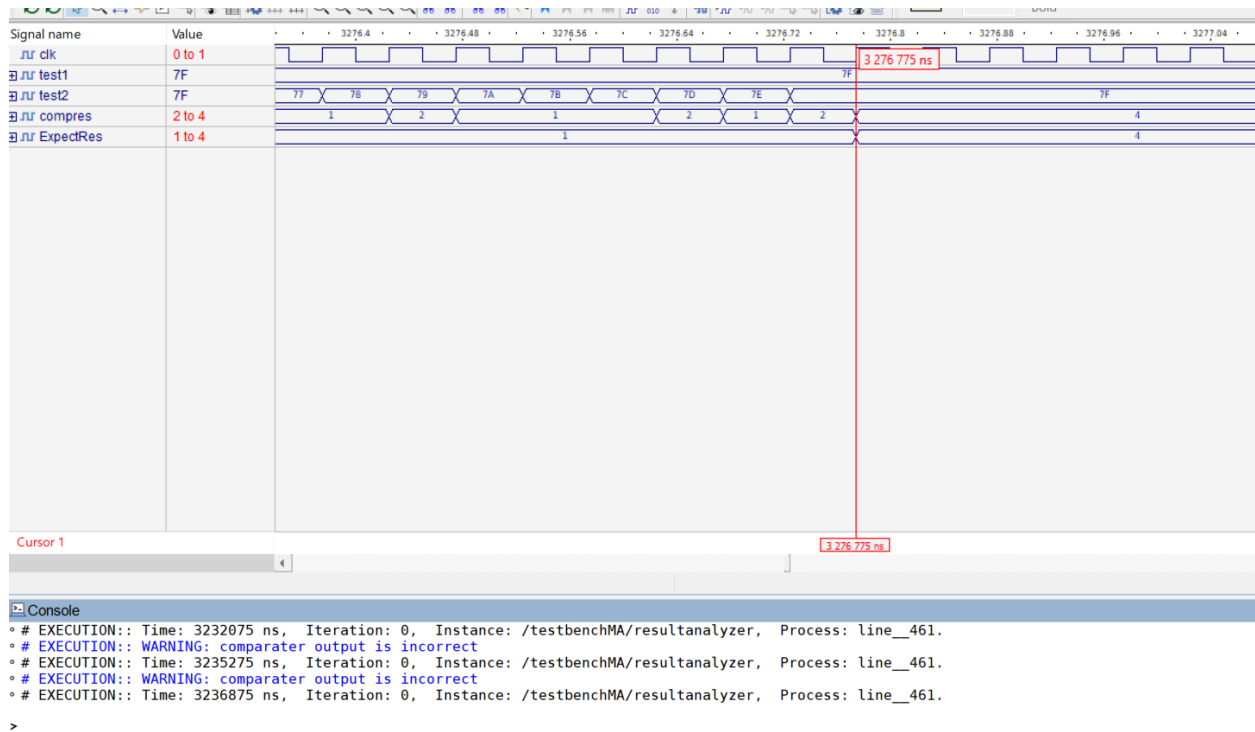 Signal name Value 3276.4 3276.48 3276.56 3276.64 3276.72 3276.8 3276.88 3276.96 3277.04
clk 0 to 1 3 276 775 ns
test1 7F 7F
test2 7F 77 78 79 7A 7B 7C 7D 7E 7F
compres 2 to 4 1 2 1 2 1 2 4
ExpectRes 1 to 4 1 4
Cursor 1 3 276 775 ns
Console
# EXECUTION:: Time: 3232075 ns, Iteration: 0, Instance: /testbenchMA/resultanalyzer, Process: line__461.
# EXECUTION:: WARNING: comparater output is incorrect
# EXECUTION:: Time: 3235275 ns, Iteration: 0, Instance: /testbenchMA/resultanalyzer, Process: line__461.
# EXECUTION:: WARNING: comparater output is incorrect
# EXECUTION:: Time: 3236875 ns, Iteration: 0, Instance: /testbenchMA/resultanalyzer, Process: line__461.
>